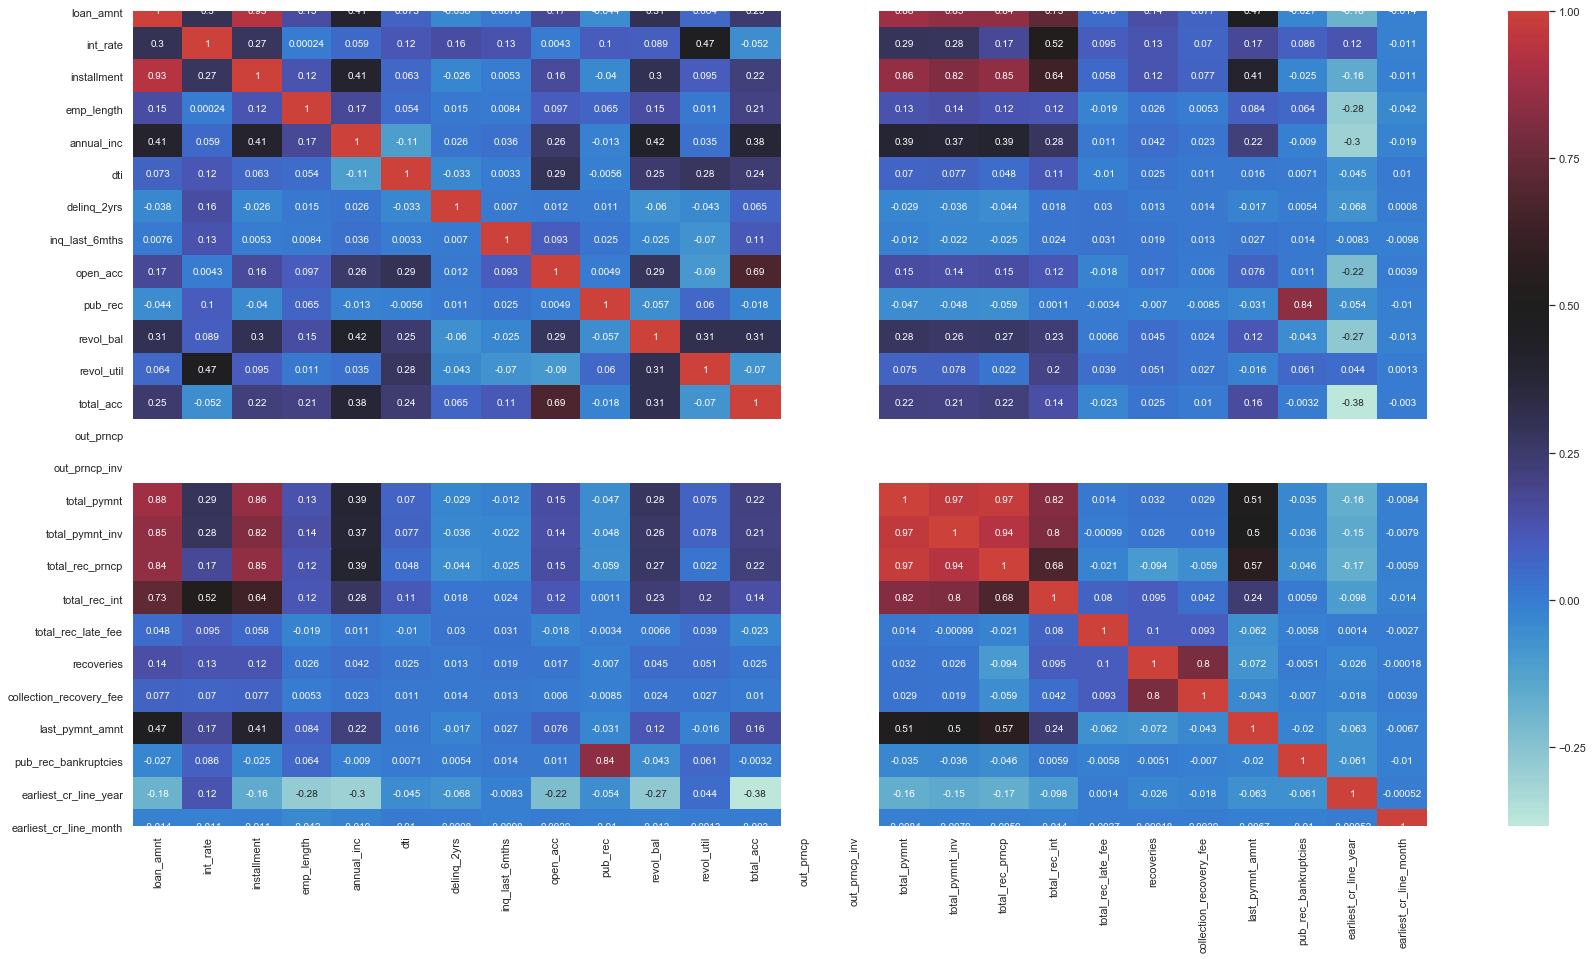 loan_amnt
int_rate 0.3 1 0.27 0.00024 0.059 0.12 0.16 0.13 0.0043 0.1 0.089 0.47 -0.052 0.29 0.28 0.17 0.52 0.095 0.13 0.07 0.17 0.086 0.12 -0.011
installment 0.93 0.27 1 0.12 0.41 0.063 -0.026 0.0053 0.16 -0.04 0.3 0.095 0.22 0.86 0.82 0.85 0.64 0.058 0.12 0.077 0.41 -0.025 -0.16 -0.011
emp_length 0.15 0.00024 0.12 1 0.17 0.054 0.015 0.0084 0.097 0.065 0.15 0.011 0.21 0.13 0.14 0.12 0.12 -0.019 0.026 0.0053 0.084 0.064 -0.28 -0.042
annual_inc 0.41 0.059 0.41 0.17 1 -0.11 0.026 0.036 0.26 -0.013 0.42 0.035 0.38 0.39 0.37 0.39 0.28 0.011 0.042 0.023 0.22 -0.009 -0.3 -0.019
dti 0.073 0.12 0.063 0.054 -0.11 1 -0.033 0.0033 0.29 -0.0056 0.25 0.28 0.24 0.07 0.077 0.048 0.11 -0.01 0.025 0.011 0.016 0.0071 -0.045 0.01
delinq_2yrs -0.038 0.16 -0.026 0.015 0.026 -0.033 1 0.007 0.012 0.011 -0.06 -0.043 0.065 -0.029 -0.036 -0.044 0.018 0.03 0.013 0.014 -0.017 0.0054 -0.068 0.0008
inq_last_6mths 0.0076 0.13 0.0053 0.0084 0.036 0.0033 0.007 1 0.093 0.025 -0.025 -0.07 0.11 -0.012 -0.022 -0.025 0.024 0.031 0.019 0.013 0.027 0.014 -0.0083 -0.0098
open_acc 0.17 0.0043 0.16 0.097 0.26 0.29 0.012 0.093 1 0.0049 0.29 -0.09 0.69 0.15 0.14 0.15 0.12 -0.018 0.017 0.006 0.076 0.011 -0.22 0.0039
pub_rec -0.044 0.1 -0.04 0.065 -0.013 -0.0056 0.011 0.025 0.0049 1 -0.057 0.06 -0.018 -0.047 -0.048 -0.059 0.0011 -0.0034 -0.007 -0.0085 -0.031 0.84 -0.054 -0.01
revol_bal 0.31 0.089 0.3 0.15 0.42 0.25 -0.06 -0.025 0.29 -0.057 1 0.31 0.31 0.28 0.26 0.27 0.23 0.0066 0.045 0.024 0.12 -0.043 -0.27 -0.013
revol_util 0.064 0.47 0.095 0.011 0.035 0.28 -0.043 -0.07 -0.09 0.06 0.31 1 -0.07 0.075 0.078 0.022 0.2 0.039 0.051 0.027 -0.016 0.061 0.044 0.0013
total_acc 0.25 -0.052 0.22 0.21 0.38 0.24 0.065 0.11 0.69 -0.018 0.31 -0.07 1 0.22 0.21 0.22 0.14 -0.023 0.025 0.01 0.16 -0.0032 -0.38 -0.003
out_prncp
out_prncp_inv
total_pymnt 0.88 0.29 0.86 0.13 0.39 0.07 -0.029 -0.012 0.15 -0.047 0.28 0.075 0.22 1 0.97 0.97 0.82 0.014 0.032 0.029 0.51 -0.035 -0.16 -0.0084
total_pymnt_inv 0.85 0.28 0.82 0.14 0.37 0.077 -0.036 -0.022 0.14 -0.048 0.26 0.078 0.21 0.97 1 0.94 0.8 -0.00099 0.026 0.019 0.5 -0.036 -0.15 -0.0079
total_rec_prncp 0.84 0.17 0.85 0.12 0.39 0.048 -0.044 -0.025 0.15 -0.059 0.27 0.022 0.22 0.97 0.94 1 0.68 -0.021 -0.094 -0.059 0.57 -0.046 -0.17 -0.0059
total_rec_int 0.73 0.52 0.64 0.12 0.28 0.11 0.018 0.024 0.12 0.0011 0.23 0.2 0.14 0.82 0.8 0.68 1 0.08 0.095 0.042 0.24 0.0059 -0.098 -0.014
total_rec_late_fee 0.048 0.095 0.058 -0.019 0.011 -0.01 0.03 0.031 -0.018 -0.0034 0.0066 0.039 -0.023 0.014 -0.00099 -0.021 0.08 1 0.1 0.093 -0.062 -0.0058 0.0014 -0.0027
recoveries 0.14 0.13 0.12 0.026 0.042 0.025 0.013 0.019 0.017 -0.007 0.045 0.051 0.025 0.032 0.026 -0.094 0.095 0.1 1 0.8 -0.072 -0.0051 -0.026 -0.00018
collection_recovery_fee 0.077 0.07 0.077 0.0053 0.023 0.011 0.014 0.013 0.006 -0.0085 0.024 0.027 0.01 0.029 0.019 -0.059 0.042 0.093 0.8 1 -0.043 -0.007 -0.018 0.0039
last_pymnt_amnt 0.47 0.17 0.41 0.084 0.22 0.016 -0.017 0.027 0.076 -0.031 0.12 -0.016 0.16 0.51 0.5 0.57 0.24 -0.062 -0.072 -0.043 1 -0.02 -0.063 -0.0067
pub_rec_bankruptcies -0.027 0.086 -0.025 0.064 -0.009 0.0071 0.0054 0.014 0.011 0.84 -0.043 0.061 -0.0032 -0.035 -0.036 -0.046 0.0059 -0.0058 -0.0051 -0.007 -0.02 1 -0.061 -0.01
earliest_cr_line_year -0.18 0.12 -0.16 -0.28 -0.3 -0.045 -0.068 -0.0083 -0.22 -0.054 -0.27 0.044 -0.38 -0.16 -0.15 -0.17 -0.098 0.0014 -0.026 -0.018 -0.063 -0.061 1 -0.00052
earliest_cr_line_month
loan_amnt
int_rate
installment
emp_length
annual_inc
dti
delinq_2yrs
inq_last_6mths
open_acc
pub_rec
revol_bal
revol_util
total_acc
out_prncp
out_prncp_inv
total_pymnt
total_pymnt_inv
total_rec_prncp
total_rec_int
total_rec_late_fee
recoveries
collection_recovery_fee
last_pymnt_amnt
pub_rec_bankruptcies
earliest_cr_line_year
earliest_cr_line_month
1.00
0.75
0.50
0.25
0.00
−0.25